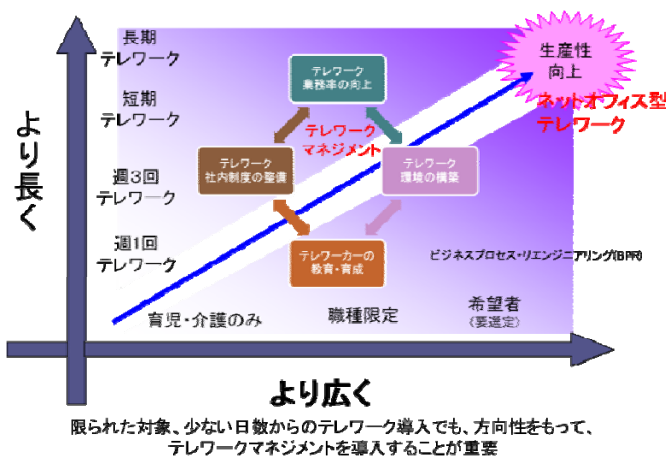 長期
テレワーク
短期
テレワーク
週3回
テレワーク
週1回
テレワーク
より長く
テレワーク
業務率の向上
テレワーク
マネジメント
テレワーク
社内制度の整備
テレワーク
環境の構築
テレワーカーの
教育・育成
生産性
向上
ネットオフィス型
テレワーク
ビジネスプロセス・リエンジニアリング(BPR)
育児・介護のみ
職種限定
希望者
(要選定)
より広く
限られた対象、少ない日数からのテレワーク導入でも、方向性をもって、
テレワークマネジメントを導入することが重要